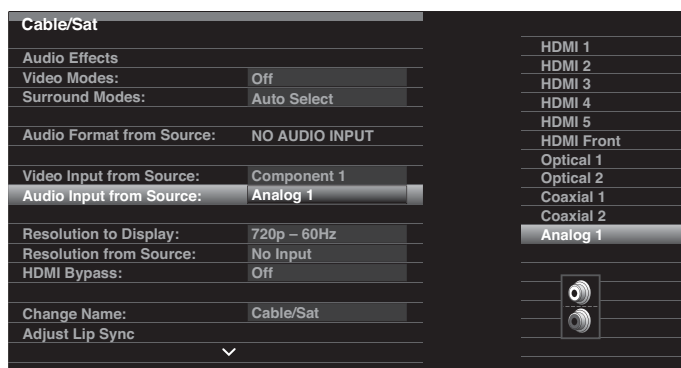 Cable/Sat
Audio Effects
Video Modes: Off
Surround Modes: Auto Select
Audio Format from Source: NO AUDIO INPUT
Video Input from Source: Component 1
Audio Input from Source: Analog 1
Resolution to Display: 720p – 60Hz
Resolution from Source: No Input
HDMI Bypass: Off
Change Name: Cable/Sat
Adjust Lip Sync
HDMI 1
HDMI 2
HDMI 3
HDMI 4
HDMI 5
HDMI Front
Optical 1
Optical 2
Coaxial 1
Coaxial 2
Analog 1